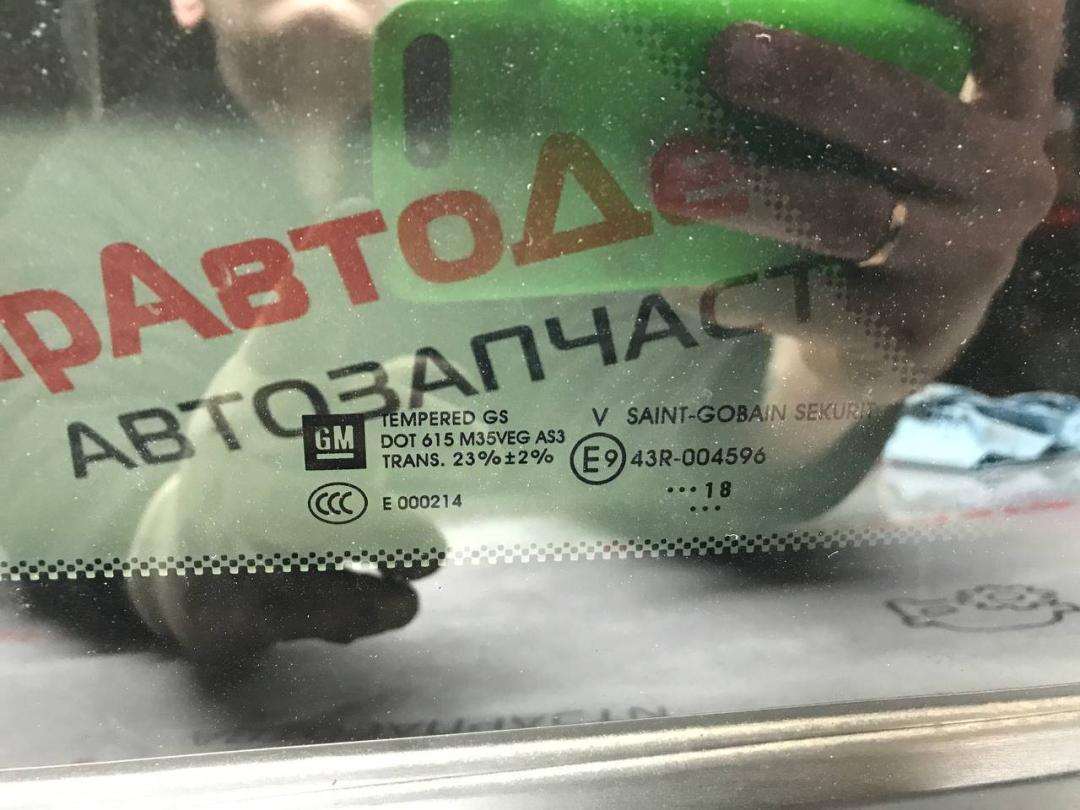 рАвтоДе
АВТОЗАПЧАСТ
GM
TEMPERED GS
DOT 615 M35VEG AS3
TRANS. 23%±2%
V SAINT-GOBAIN SEKURIT
E9 43R-004596
CCC E 000214
•••18
•••